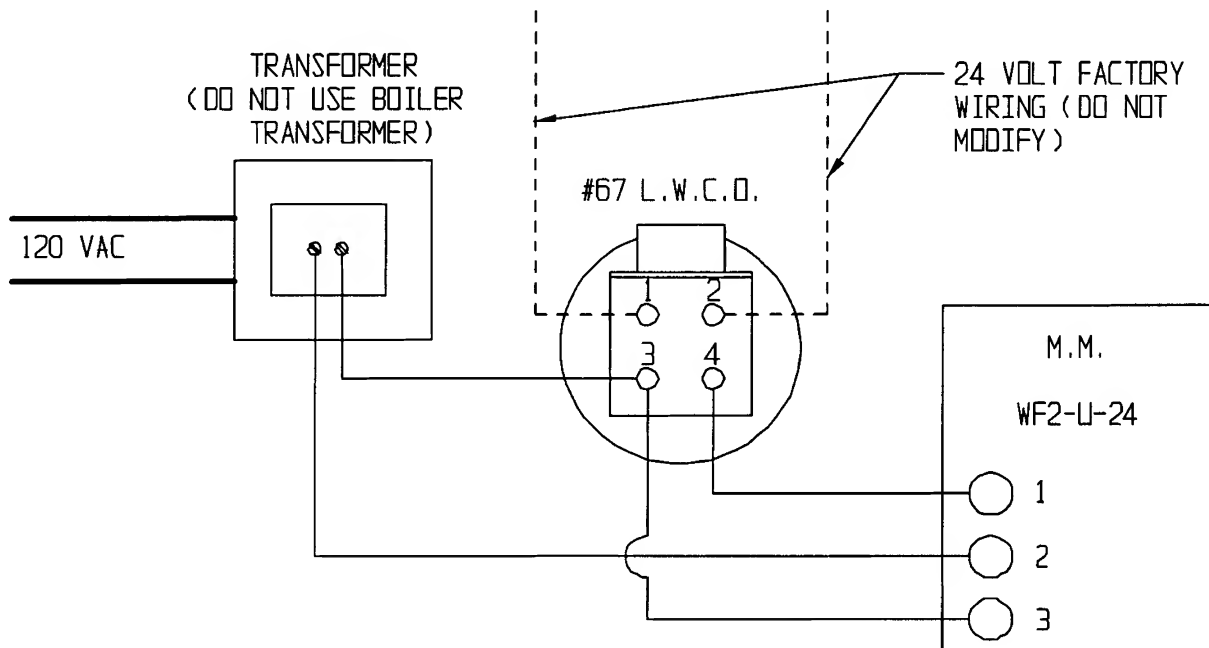 TRANSFORMER
(DO NOT USE BOILER
TRANSFORMER)
24 VOLT FACTORY
WIRING (DO NOT
MODIFY)
#67 L.W.C.O.
120 VAC
1 2
3 4
M.M.
WF2-U-24
1
2
3